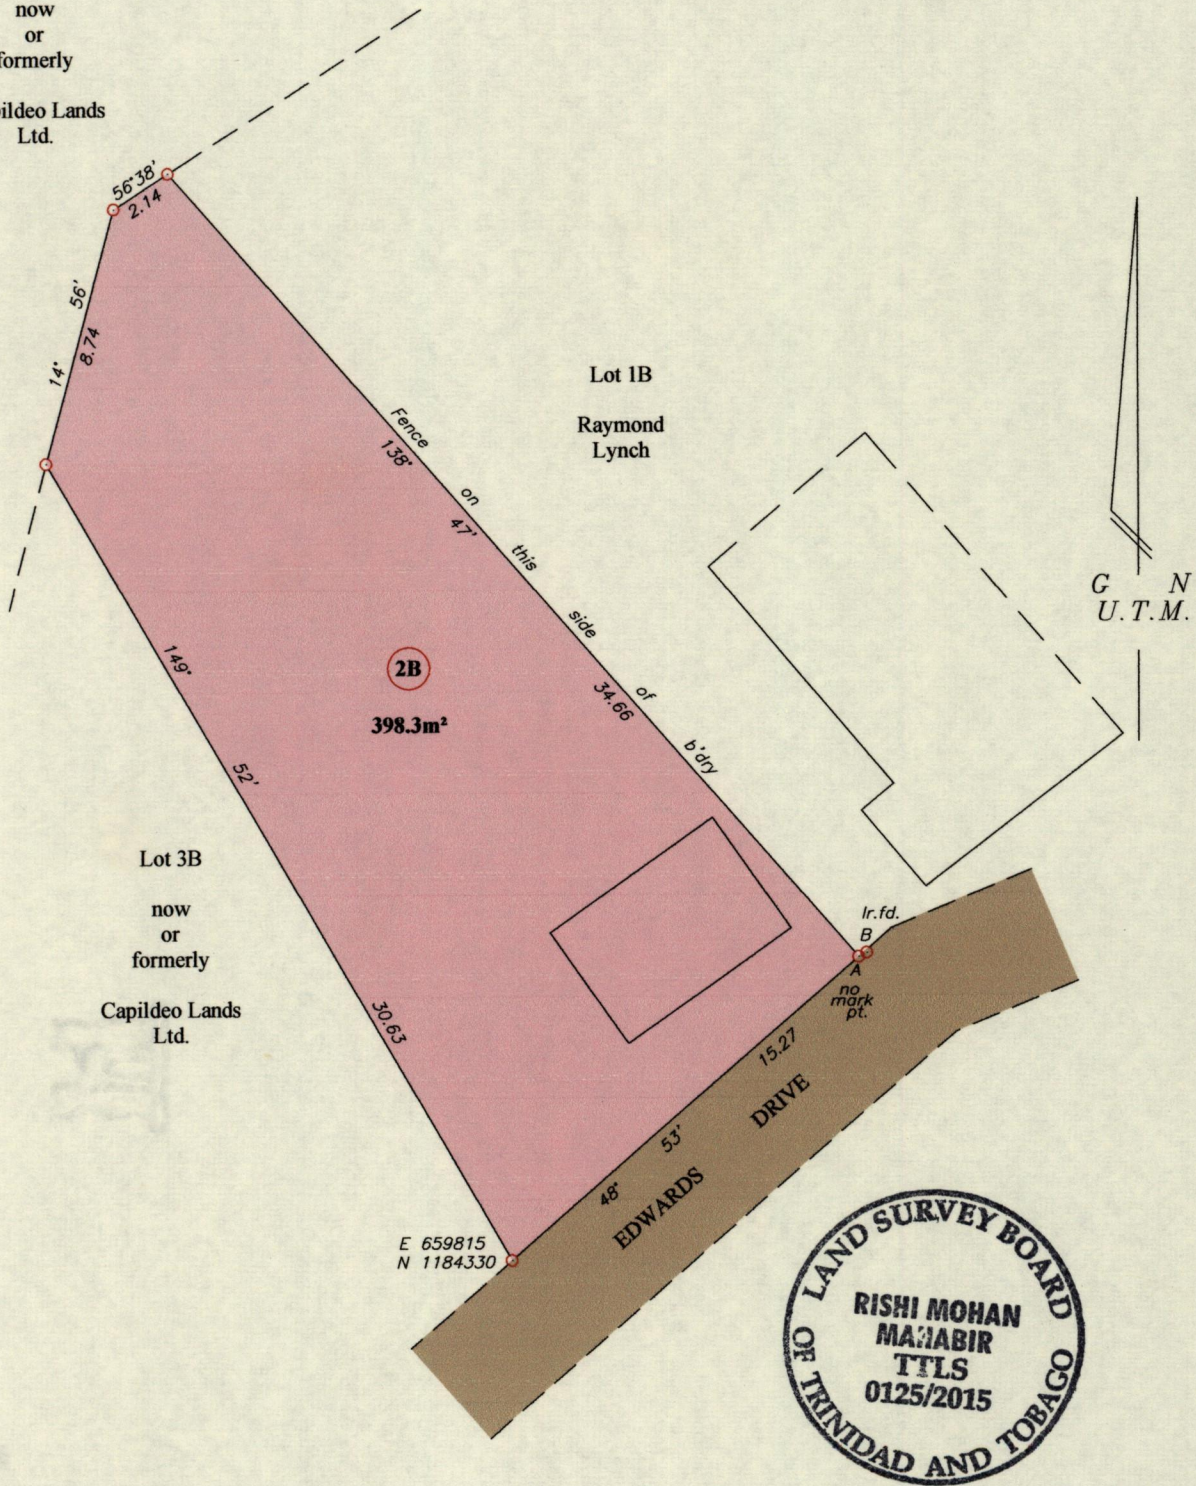 now
or
formerly
Capildeo Lands
Ltd.
56°38'
2.14
14° 56'
8.74
Fence on this side of b'dry
138° 47' 34.66
Lot 1B
Raymond
Lynch
G N
U.T.M.
2B
398.3m²
149° 52' 30.63
Lot 3B
now
or
formerly
Capildeo Lands
Ltd.
Ir.fd.
B
A
no
mark
pt.
48° 53' 15.27
EDWARDS DRIVE
E 659815
N 1184330
LAND SURVEY BOARD
OF TRINIDAD AND TOBAGO
RISHI MOHAN
MAHABIR
TTLS
0125/2015